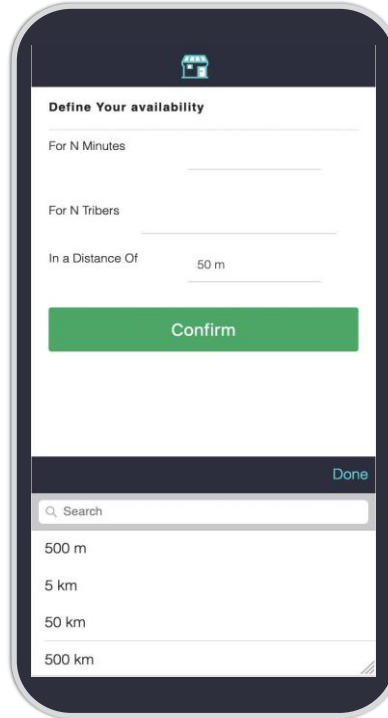 Define Your availability
For N Minutes
For N Tribers
In a Distance Of 50 m
Confirm
Done
Search
500 m
5 km
50 km
500 km